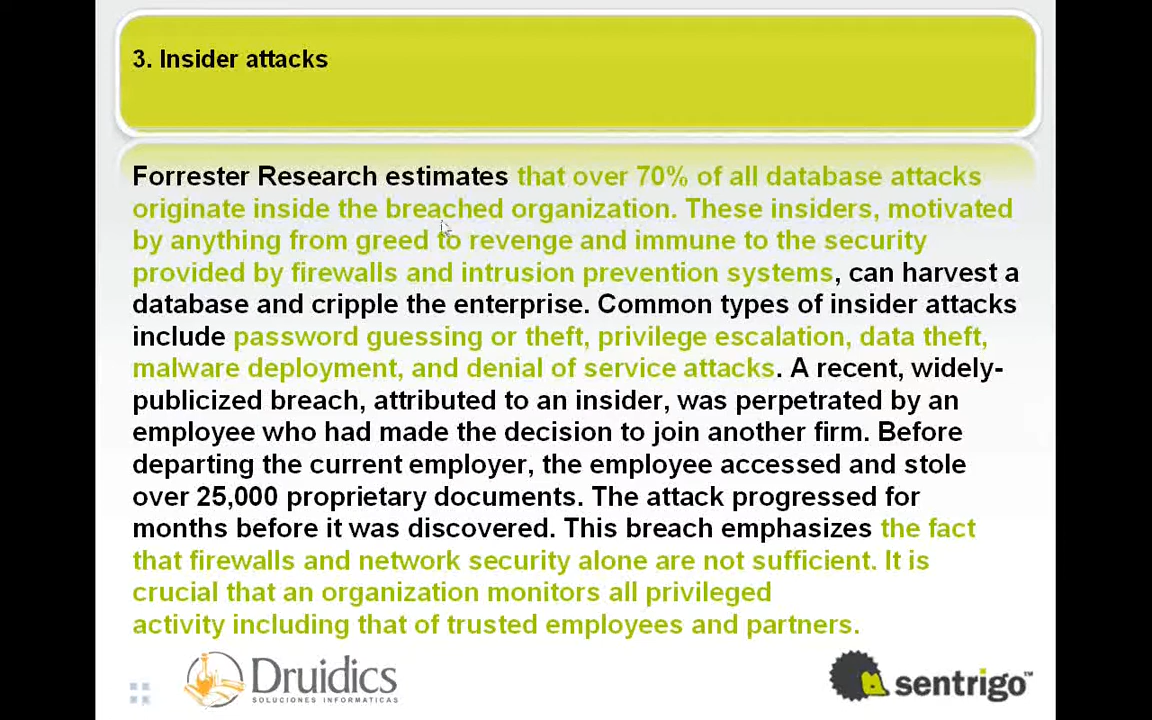 3. Insider attacks
Forrester Research estimates that over 70% of all database attacks
originate inside the breached organization. These insiders, motivated
by anything from greed to revenge and immune to the security
provided by firewalls and intrusion prevention systems, can harvest a
database and cripple the enterprise. Common types of insider attacks
include password guessing or theft, privilege escalation, data theft,
malware deployment, and denial of service attacks. A recent, widely-
publicized breach, attributed to an insider, was perpetrated by an
employee who had made the decision to join another firm. Before
departing the current employer, the employee accessed and stole
over 25,000 proprietary documents. The attack progressed for
months before it was discovered. This breach emphasizes the fact
that firewalls and network security alone are not sufficient. It is
crucial that an organization monitors all privileged
activity including that of trusted employees and partners.
Druidics
SOLUCIONES INFORMATICAS
sentrigo™